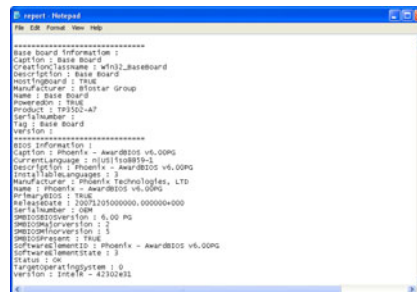 report - Notepad
File Edit Format View Help
==============================
Base board information :
Caption : Base Board
CreationClassName : Win32_BaseBoard
Description : Base Board
HostingBoard : TRUE
Manufacturer : Biostar Group
Name : Base Board
PoweredOn : TRUE
Product : TP35D2-A7
SerialNumber :
Tag : Base Board
Version :
==============================
BIOS Information :
Caption : Phoenix - AwardBIOS v6.00PG
CurrentLanguage : n|US|iso8859-1
Description : Phoenix - AwardBIOS v6.00PG
InstallableLanguages : 3
Manufacturer : Phoenix Technologies, LTD
Name : Phoenix - AwardBIOS v6.00PG
PrimaryBIOS : TRUE
ReleaseDate : 20071205000000.000000+000
SerialNumber : OEM
SMBIOSBIOSVersion : 6.00 PG
SMBIOSMajorVersion : 2
SMBIOSMinorVersion : 5
SMBIOSPresent : TRUE
SoftwareElementID : Phoenix - AwardBIOS v6.00PG
SoftwareElementState : 3
Status : OK
TargetOperatingSystem : 0
Version : IntelR - 42302e31